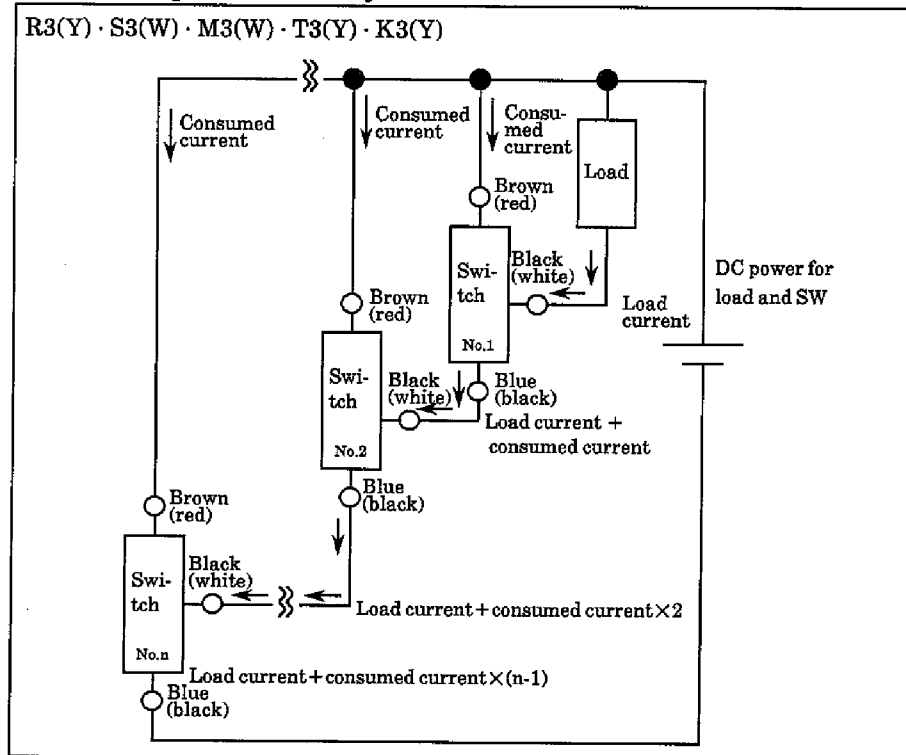 R3(Y) · S3(W) · M3(W) · T3(Y) · K3(Y)
Consumed
current
Consumed
current
Consu-
med
current
Load
Brown
(red)
Swi-
tch
No.1
Black
(white)
Load
current
DC power for
load and SW
Brown
(red)
Swi-
tch
No.2
Black
(white)
Blue
(black)
Load current +
consumed current
Blue
(black)
Brown
(red)
Swi-
tch
No.n
Black
(white)
Load current+consumed current×2
Load current+consumed current×(n-1)
Blue
(black)